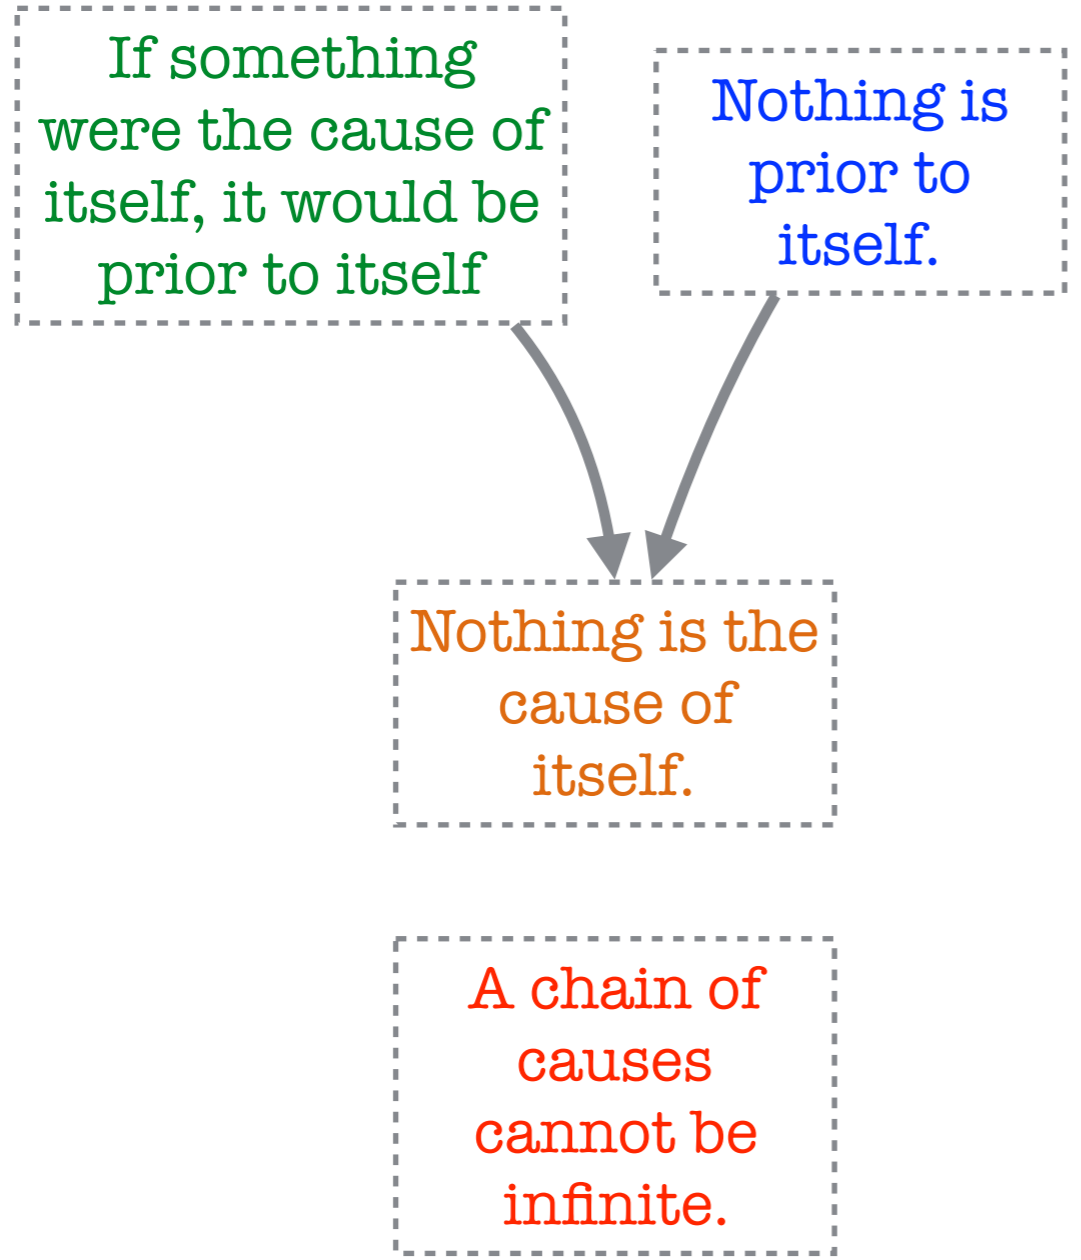 If something
were the cause of
itself, it would be
prior to itself
Nothing is
prior to
itself.
Nothing is the
cause of
itself.
A chain of
causes
cannot be
infinite.